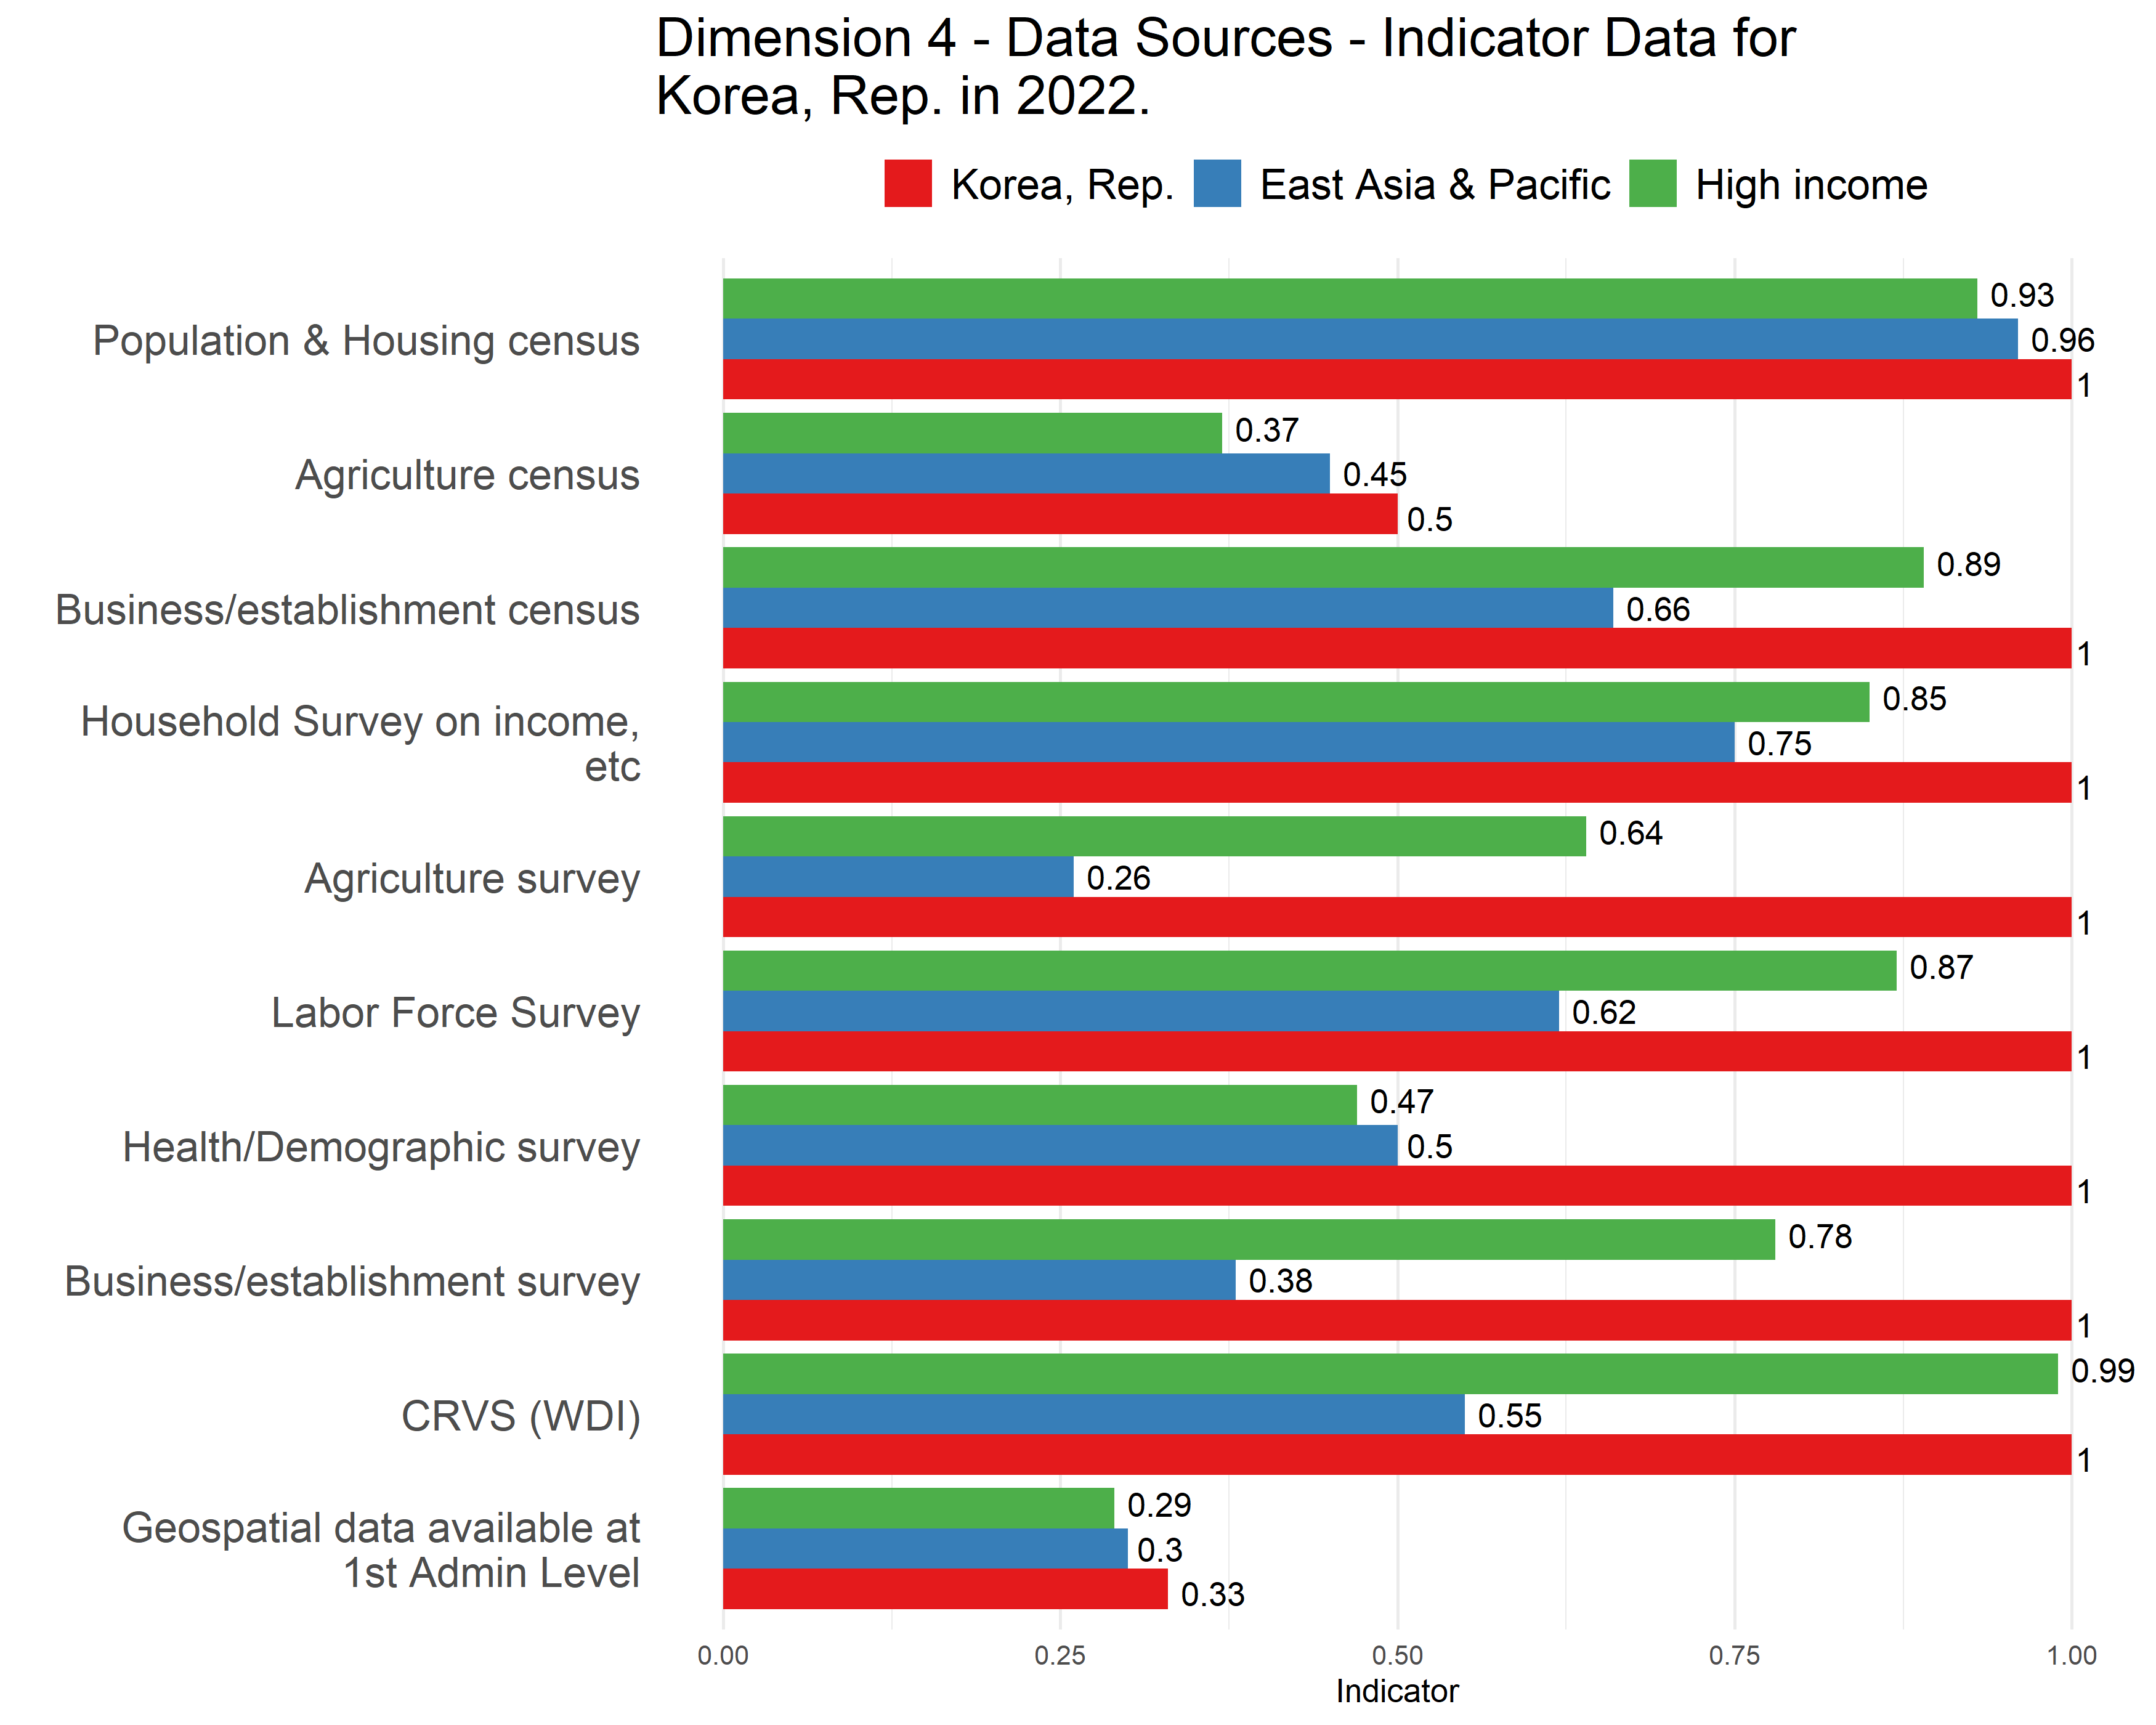 Dimension 4 - Data Sources - Indicator Data for
Korea, Rep. in 2022.
Korea, Rep. East Asia & Pacific High income
Population & Housing census
0.93
0.96
1
Agriculture census
0.37
0.45
0.5
Business/establishment census
0.89
0.66
1
Household Survey on income,
etc
0.85
0.75
1
Agriculture survey
0.64
0.26
1
Labor Force Survey
0.87
0.62
1
Health/Demographic survey
0.47
0.5
1
Business/establishment survey
0.78
0.38
1
CRVS (WDI)
0.99
0.55
1
Geospatial data available at
1st Admin Level
0.29
0.3
0.33
0.00 0.25 0.50 0.75 1.00
Indicator